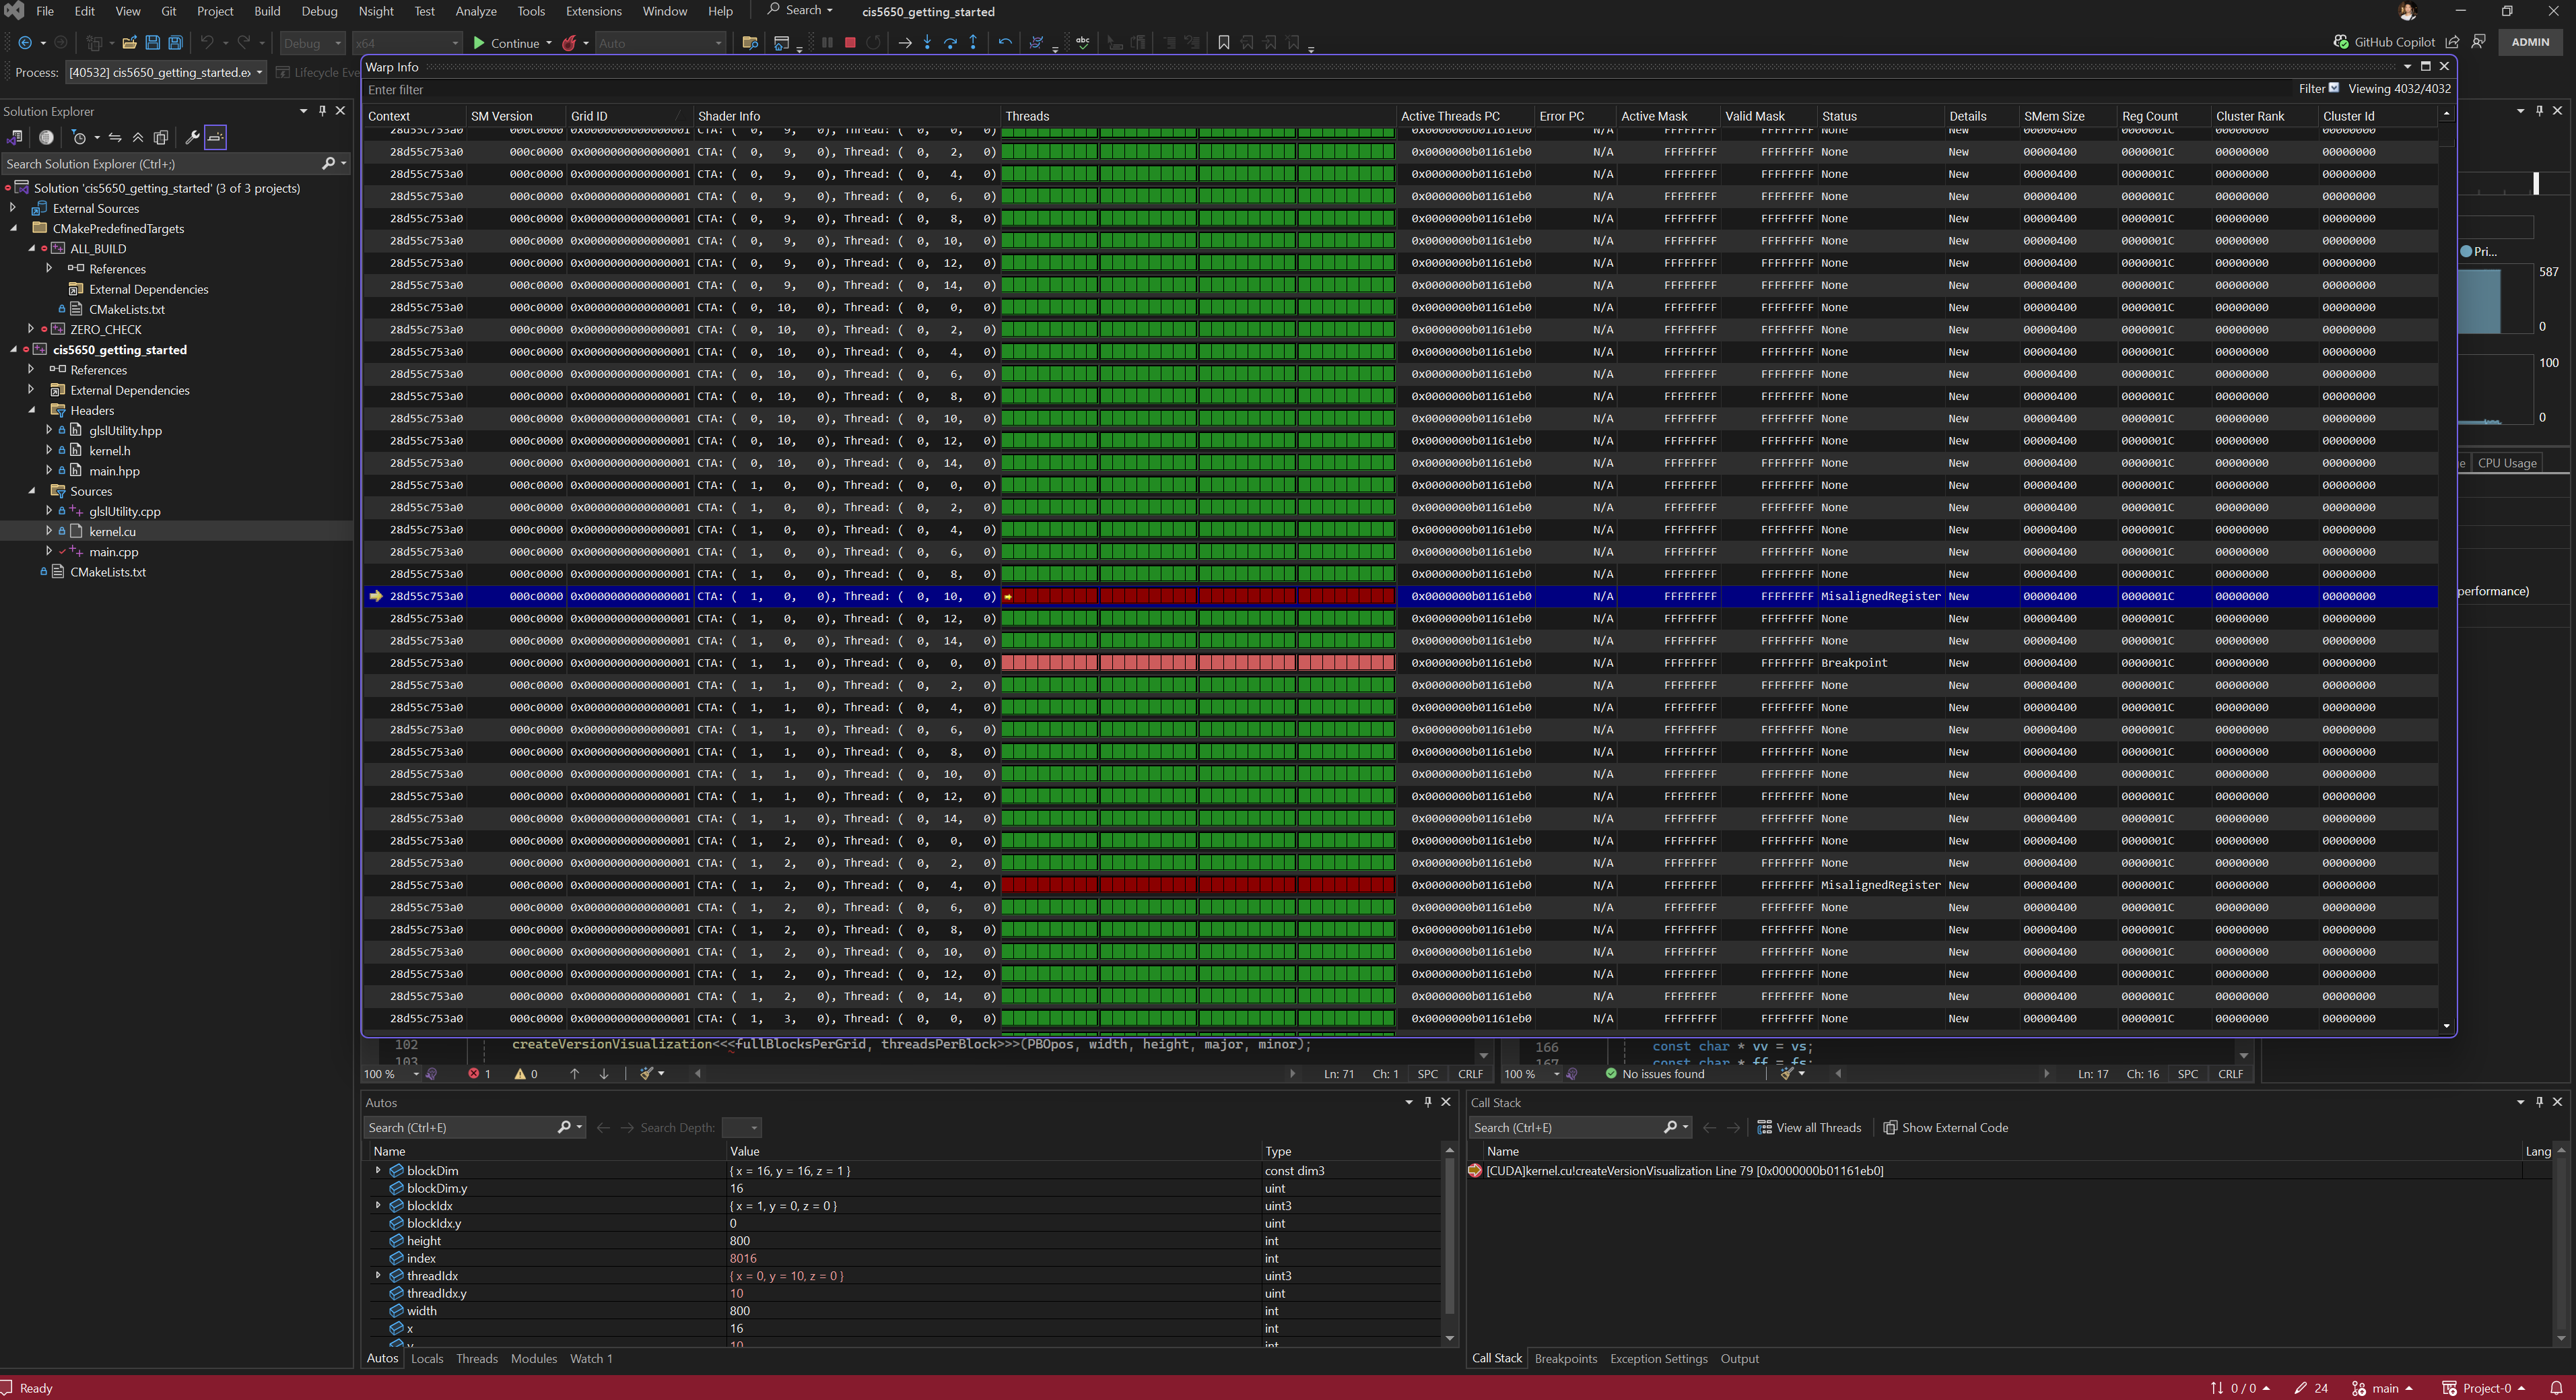 File Edit View Git Project Build Debug Nsight Test Analyze Tools Extensions Window Help Search cis5650_getting_started
Debug x64 Continue Auto GitHub Copilot ADMIN
Process: [40532] cis5650_getting_started.e Lifecycle Eve
Warp Info
Enter filter Filter Viewing 4032/4032
Context SM Version Grid ID Shader Info Threads Active Threads PC Error PC Active Mask Valid Mask Status Details SMem Size Reg Count Cluster Rank Cluster Id
28d55c753a0 000c0000 0x0000000000000001 CTA: ( 0, 9, 0), Thread: ( 0, 0, 0) 0x0000000b01161eb0 N/A FFFFFFFF FFFFFFFF None New 00000400 0000001C 00000000 00000000
28d55c753a0 000c0000 0x0000000000000001 CTA: ( 0, 9, 0), Thread: ( 0, 2, 0) 0x0000000b01161eb0 N/A FFFFFFFF FFFFFFFF None New 00000400 0000001C 00000000 00000000
28d55c753a0 000c0000 0x0000000000000001 CTA: ( 0, 9, 0), Thread: ( 0, 4, 0) 0x0000000b01161eb0 N/A FFFFFFFF FFFFFFFF None New 00000400 0000001C 00000000 00000000
28d55c753a0 000c0000 0x0000000000000001 CTA: ( 0, 9, 0), Thread: ( 0, 6, 0) 0x0000000b01161eb0 N/A FFFFFFFF FFFFFFFF None New 00000400 0000001C 00000000 00000000
28d55c753a0 000c0000 0x0000000000000001 CTA: ( 0, 9, 0), Thread: ( 0, 8, 0) 0x0000000b01161eb0 N/A FFFFFFFF FFFFFFFF None New 00000400 0000001C 00000000 00000000
28d55c753a0 000c0000 0x0000000000000001 CTA: ( 0, 9, 0), Thread: ( 0, 10, 0) 0x0000000b01161eb0 N/A FFFFFFFF FFFFFFFF None New 00000400 0000001C 00000000 00000000
28d55c753a0 000c0000 0x0000000000000001 CTA: ( 0, 9, 0), Thread: ( 0, 12, 0) 0x0000000b01161eb0 N/A FFFFFFFF FFFFFFFF None New 00000400 0000001C 00000000 00000000
28d55c753a0 000c0000 0x0000000000000001 CTA: ( 0, 9, 0), Thread: ( 0, 14, 0) 0x0000000b01161eb0 N/A FFFFFFFF FFFFFFFF None New 00000400 0000001C 00000000 00000000
28d55c753a0 000c0000 0x0000000000000001 CTA: ( 0, 10, 0), Thread: ( 0, 0, 0) 0x0000000b01161eb0 N/A FFFFFFFF FFFFFFFF None New 00000400 0000001C 00000000 00000000
28d55c753a0 000c0000 0x0000000000000001 CTA: ( 0, 10, 0), Thread: ( 0, 2, 0) 0x0000000b01161eb0 N/A FFFFFFFF FFFFFFFF None New 00000400 0000001C 00000000 00000000
28d55c753a0 000c0000 0x0000000000000001 CTA: ( 0, 10, 0), Thread: ( 0, 4, 0) 0x0000000b01161eb0 N/A FFFFFFFF FFFFFFFF None New 00000400 0000001C 00000000 00000000
28d55c753a0 000c0000 0x0000000000000001 CTA: ( 0, 10, 0), Thread: ( 0, 6, 0) 0x0000000b01161eb0 N/A FFFFFFFF FFFFFFFF None New 00000400 0000001C 00000000 00000000
28d55c753a0 000c0000 0x0000000000000001 CTA: ( 0, 10, 0), Thread: ( 0, 8, 0) 0x0000000b01161eb0 N/A FFFFFFFF FFFFFFFF None New 00000400 0000001C 00000000 00000000
28d55c753a0 000c0000 0x0000000000000001 CTA: ( 0, 10, 0), Thread: ( 0, 10, 0) 0x0000000b01161eb0 N/A FFFFFFFF FFFFFFFF None New 00000400 0000001C 00000000 00000000
28d55c753a0 000c0000 0x0000000000000001 CTA: ( 0, 10, 0), Thread: ( 0, 12, 0) 0x0000000b01161eb0 N/A FFFFFFFF FFFFFFFF None New 00000400 0000001C 00000000 00000000
28d55c753a0 000c0000 0x0000000000000001 CTA: ( 0, 10, 0), Thread: ( 0, 14, 0) 0x0000000b01161eb0 N/A FFFFFFFF FFFFFFFF None New 00000400 0000001C 00000000 00000000
28d55c753a0 000c0000 0x0000000000000001 CTA: ( 1, 0, 0), Thread: ( 0, 0, 0) 0x0000000b01161eb0 N/A FFFFFFFF FFFFFFFF None New 00000400 0000001C 00000000 00000000
28d55c753a0 000c0000 0x0000000000000001 CTA: ( 1, 0, 0), Thread: ( 0, 2, 0) 0x0000000b01161eb0 N/A FFFFFFFF FFFFFFFF None New 00000400 0000001C 00000000 00000000
28d55c753a0 000c0000 0x0000000000000001 CTA: ( 1, 0, 0), Thread: ( 0, 4, 0) 0x0000000b01161eb0 N/A FFFFFFFF FFFFFFFF None New 00000400 0000001C 00000000 00000000
28d55c753a0 000c0000 0x0000000000000001 CTA: ( 1, 0, 0), Thread: ( 0, 6, 0) 0x0000000b01161eb0 N/A FFFFFFFF FFFFFFFF None New 00000400 0000001C 00000000 00000000
28d55c753a0 000c0000 0x0000000000000001 CTA: ( 1, 0, 0), Thread: ( 0, 8, 0) 0x0000000b01161eb0 N/A FFFFFFFF FFFFFFFF None New 00000400 0000001C 00000000 00000000
28d55c753a0 000c0000 0x0000000000000001 CTA: ( 1, 0, 0), Thread: ( 0, 10, 0) 0x0000000b01161eb0 N/A FFFFFFFF FFFFFFFF MisalignedRegister New 00000400 0000001C 00000000 00000000
28d55c753a0 000c0000 0x0000000000000001 CTA: ( 1, 0, 0), Thread: ( 0, 12, 0) 0x0000000b01161eb0 N/A FFFFFFFF FFFFFFFF None New 00000400 0000001C 00000000 00000000
28d55c753a0 000c0000 0x0000000000000001 CTA: ( 1, 0, 0), Thread: ( 0, 14, 0) 0x0000000b01161eb0 N/A FFFFFFFF FFFFFFFF None New 00000400 0000001C 00000000 00000000
28d55c753a0 000c0000 0x0000000000000001 CTA: ( 1, 1, 0), Thread: ( 0, 0, 0) 0x0000000b01161eb0 N/A FFFFFFFF FFFFFFFF Breakpoint New 00000400 0000001C 00000000 00000000
28d55c753a0 000c0000 0x0000000000000001 CTA: ( 1, 1, 0), Thread: ( 0, 2, 0) 0x0000000b01161eb0 N/A FFFFFFFF FFFFFFFF None New 00000400 0000001C 00000000 00000000
28d55c753a0 000c0000 0x0000000000000001 CTA: ( 1, 1, 0), Thread: ( 0, 4, 0) 0x0000000b01161eb0 N/A FFFFFFFF FFFFFFFF None New 00000400 0000001C 00000000 00000000
28d55c753a0 000c0000 0x0000000000000001 CTA: ( 1, 1, 0), Thread: ( 0, 6, 0) 0x0000000b01161eb0 N/A FFFFFFFF FFFFFFFF None New 00000400 0000001C 00000000 00000000
28d55c753a0 000c0000 0x0000000000000001 CTA: ( 1, 1, 0), Thread: ( 0, 8, 0) 0x0000000b01161eb0 N/A FFFFFFFF FFFFFFFF None New 00000400 0000001C 00000000 00000000
28d55c753a0 000c0000 0x0000000000000001 CTA: ( 1, 1, 0), Thread: ( 0, 10, 0) 0x0000000b01161eb0 N/A FFFFFFFF FFFFFFFF None New 00000400 0000001C 00000000 00000000
28d55c753a0 000c0000 0x0000000000000001 CTA: ( 1, 1, 0), Thread: ( 0, 12, 0) 0x0000000b01161eb0 N/A FFFFFFFF FFFFFFFF None New 00000400 0000001C 00000000 00000000
28d55c753a0 000c0000 0x0000000000000001 CTA: ( 1, 1, 0), Thread: ( 0, 14, 0) 0x0000000b01161eb0 N/A FFFFFFFF FFFFFFFF None New 00000400 0000001C 00000000 00000000
28d55c753a0 000c0000 0x0000000000000001 CTA: ( 1, 2, 0), Thread: ( 0, 0, 0) 0x0000000b01161eb0 N/A FFFFFFFF FFFFFFFF None New 00000400 0000001C 00000000 00000000
28d55c753a0 000c0000 0x0000000000000001 CTA: ( 1, 2, 0), Thread: ( 0, 2, 0) 0x0000000b01161eb0 N/A FFFFFFFF FFFFFFFF None New 00000400 0000001C 00000000 00000000
28d55c753a0 000c0000 0x0000000000000001 CTA: ( 1, 2, 0), Thread: ( 0, 4, 0) 0x0000000b01161eb0 N/A FFFFFFFF FFFFFFFF MisalignedRegister New 00000400 0000001C 00000000 00000000
28d55c753a0 000c0000 0x0000000000000001 CTA: ( 1, 2, 0), Thread: ( 0, 6, 0) 0x0000000b01161eb0 N/A FFFFFFFF FFFFFFFF None New 00000400 0000001C 00000000 00000000
28d55c753a0 000c0000 0x0000000000000001 CTA: ( 1, 2, 0), Thread: ( 0, 8, 0) 0x0000000b01161eb0 N/A FFFFFFFF FFFFFFFF None New 00000400 0000001C 00000000 00000000
28d55c753a0 000c0000 0x0000000000000001 CTA: ( 1, 2, 0), Thread: ( 0, 10, 0) 0x0000000b01161eb0 N/A FFFFFFFF FFFFFFFF None New 00000400 0000001C 00000000 00000000
28d55c753a0 000c0000 0x0000000000000001 CTA: ( 1, 2, 0), Thread: ( 0, 12, 0) 0x0000000b01161eb0 N/A FFFFFFFF FFFFFFFF None New 00000400 0000001C 00000000 00000000
28d55c753a0 000c0000 0x0000000000000001 CTA: ( 1, 2, 0), Thread: ( 0, 14, 0) 0x0000000b01161eb0 N/A FFFFFFFF FFFFFFFF None New 00000400 0000001C 00000000 00000000
28d55c753a0 000c0000 0x0000000000000001 CTA: ( 1, 3, 0), Thread: ( 0, 0, 0) 0x0000000b01161eb0 N/A FFFFFFFF FFFFFFFF None New 00000400 0000001C 00000000 00000000
Solution Explorer
Search Solution Explorer (Ctrl+;)
Solution 'cis5650_getting_started' (3 of 3 projects)
External Sources
CMakePredefinedTargets
ALL_BUILD
References
External Dependencies
CMakeLists.txt
ZERO_CHECK
cis5650_getting_started
References
External Dependencies
Headers
glslUtility.hpp
kernel.h
main.hpp
Sources
glslUtility.cpp
kernel.cu
main.cpp
CMakeLists.txt
Pri...
587
0
100
0
e CPU Usage
performance)
102 createVersionVisualization<<<fullBlocksPerGrid, threadsPerBlock>>>(PBOpos, width, height, major, minor);
103
166 const char * vv = vs;
167 const char * ff = fs;
100 % 1 0 Ln: 71 Ch: 1 SPC CRLF
100 % No issues found Ln: 17 Ch: 16 SPC CRLF
Autos
Search (Ctrl+E) Search Depth:
Name Value Type
blockDim { x = 16, y = 16, z = 1 } const dim3
blockDim.y 16 uint
blockIdx { x = 1, y = 0, z = 0 } uint3
blockIdx.y 0 uint
height 800 int
index 8016 int
threadIdx { x = 0, y = 10, z = 0 } uint3
threadIdx.y 10 uint
width 800 int
x 16 int
y 10 int
Autos Locals Threads Modules Watch 1
Call Stack
Search (Ctrl+E) View all Threads Show External Code
Name Lang
[CUDA]kernel.cu!createVersionVisualization Line 79 [0x0000000b01161eb0]
Call Stack Breakpoints Exception Settings Output
Ready 0 / 0 24 main Project-0